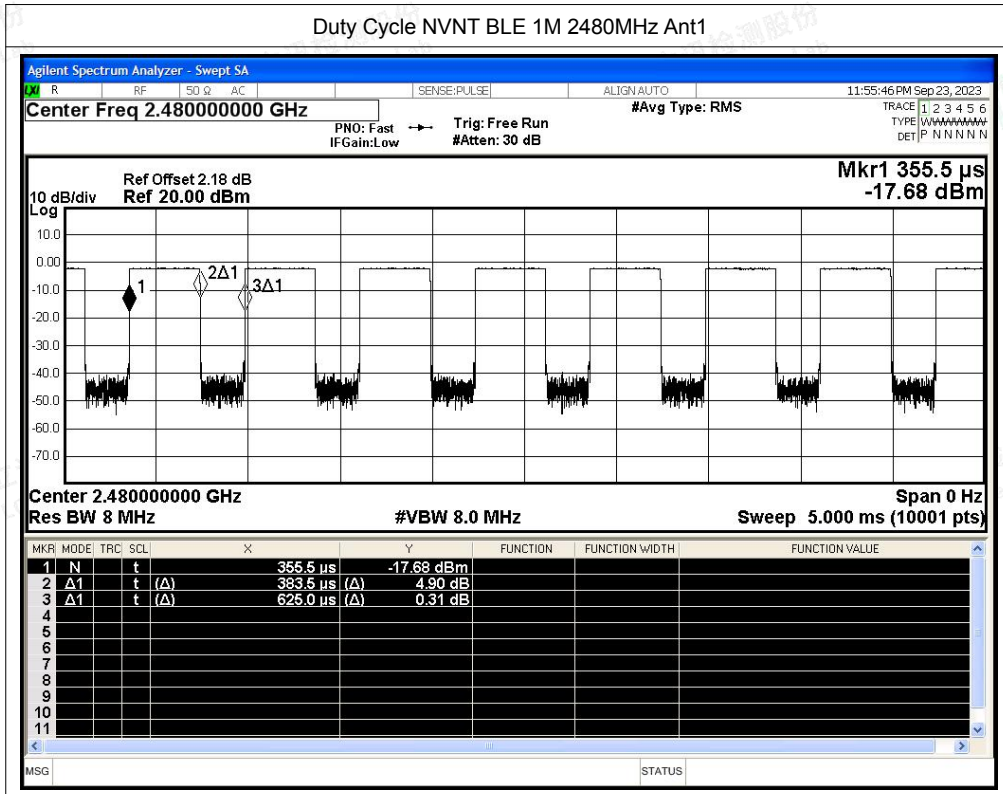 Duty Cycle NVNT BLE 1M 2480MHz Ant1
Agilent Spectrum Analyzer - Swept SA
LXI R RF 50 Ω AC SENSE:PULSE ALIGN AUTO 11:55:46 PM Sep 23, 2023
Center Freq 2.480000000 GHz #Avg Type: RMS TRACE 1 2 3 4 5 6
PNO: Fast Trig: Free Run TYPE WWWWWW
IFGain:Low #Atten: 30 dB DET P N N N N N
Mkr1 355.5 µs
Ref Offset 2.18 dB
10 dB/div Ref 20.00 dBm -17.68 dBm
Log
10.0
0.00
2Δ1
-10.0 1 3Δ1
-20.0
-30.0
-40.0
-50.0
-60.0
-70.0
Center 2.480000000 GHz Span 0 Hz
Res BW 8 MHz #VBW 8.0 MHz Sweep 5.000 ms (10001 pts)
MKR MODE TRC SCL X Y FUNCTION FUNCTION WIDTH FUNCTION VALUE
1 N t 355.5 µs -17.68 dBm
2 Δ1 t (Δ) 383.5 µs (Δ) 4.90 dB
3 Δ1 t (Δ) 625.0 µs (Δ) 0.31 dB
4
5
6
7
8
9
10
11
MSG STATUS